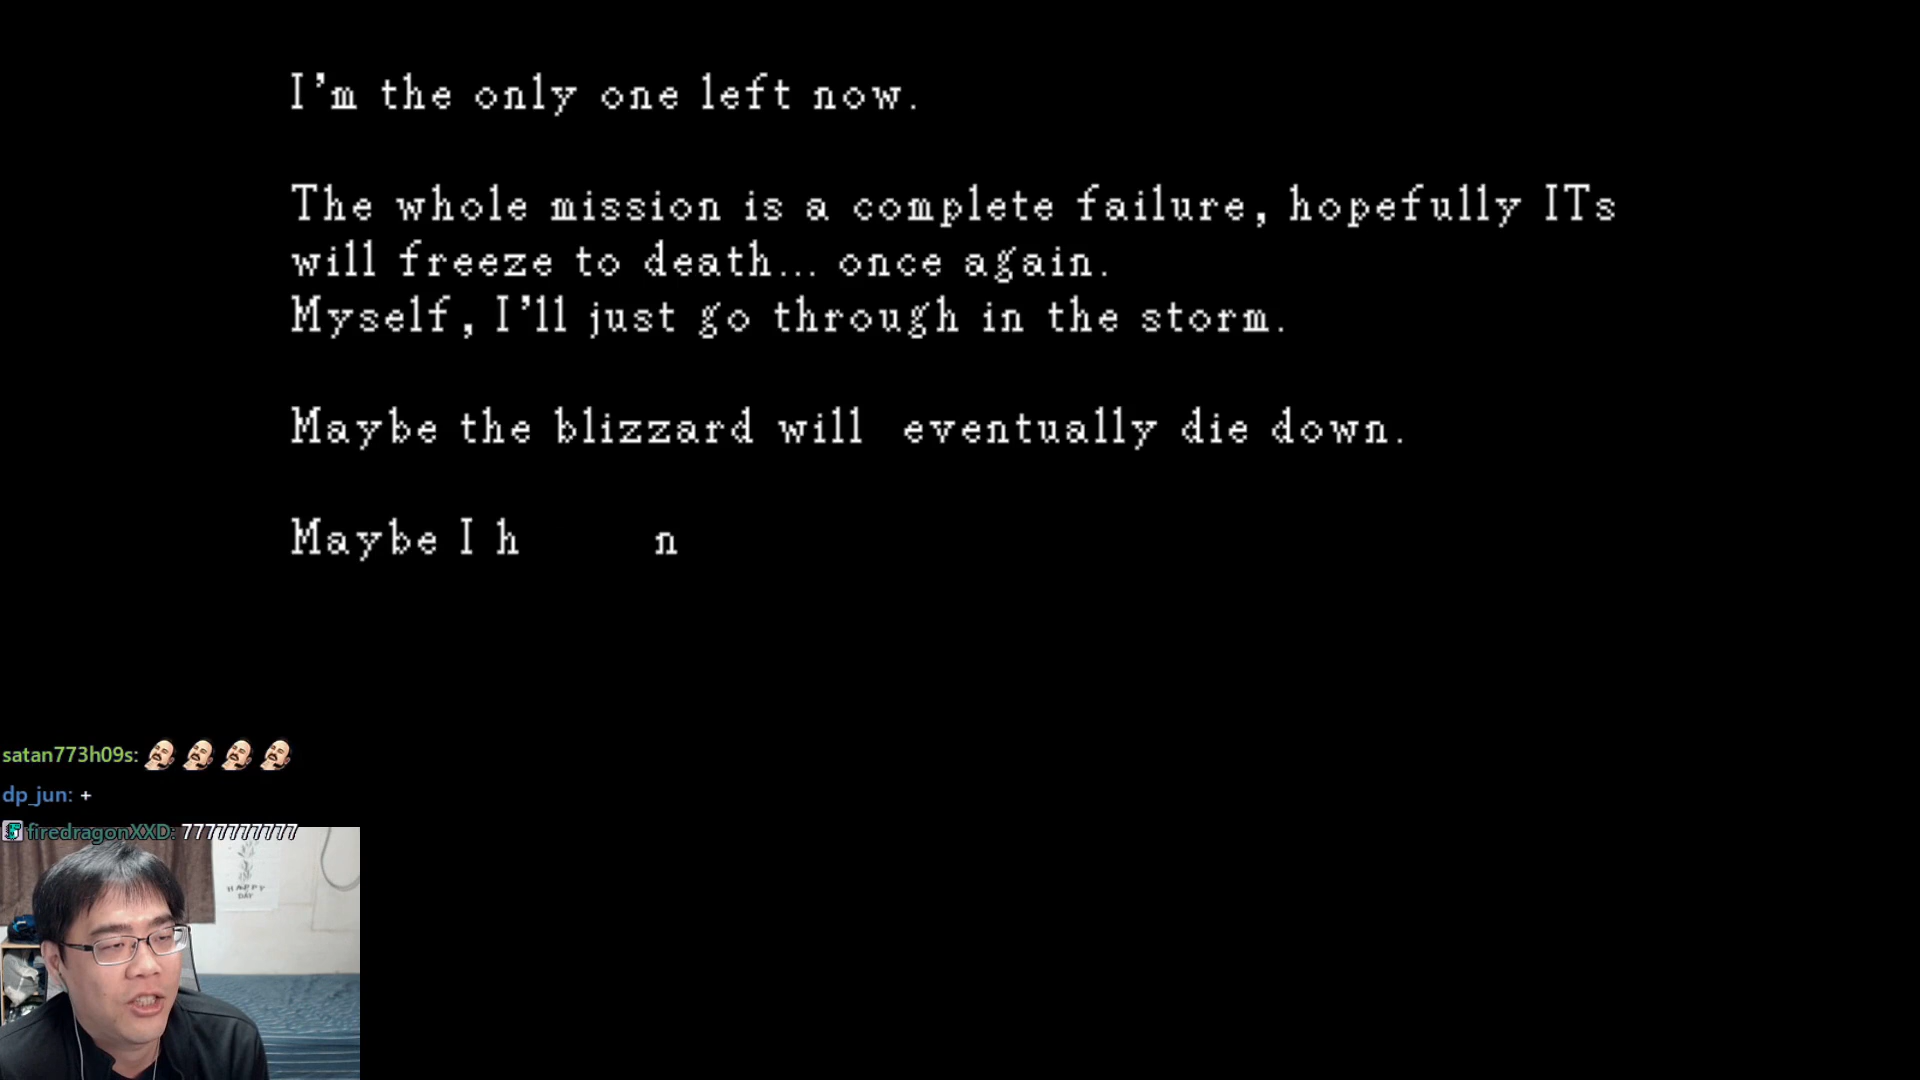 I'm the only one left now.
The whole mission is a complete failure, hopefully ITs
will freeze to death... once again.
Myself, I'll just go through in the storm.
Maybe the blizzard will  eventually die down.
Maybe I h     n
satan773h09s:
dp_jun: +
firedragonXXD: 7777777777
HAPPY
DAY